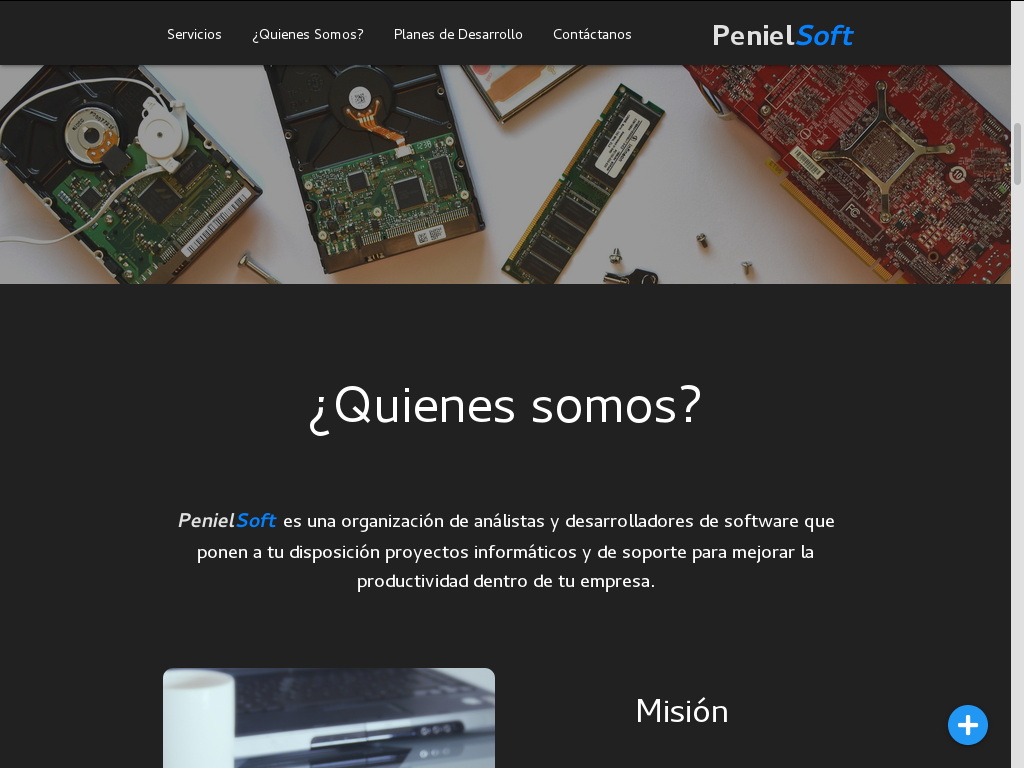 Servicios ¿Quienes Somos? Planes de Desarrollo Contáctanos PenielSoft
¿Quienes somos?
PenielSoft es una organización de análistas y desarrolladores de software que
ponen a tu disposición proyectos informáticos y de soporte para mejorar la
productividad dentro de tu empresa.
Misión